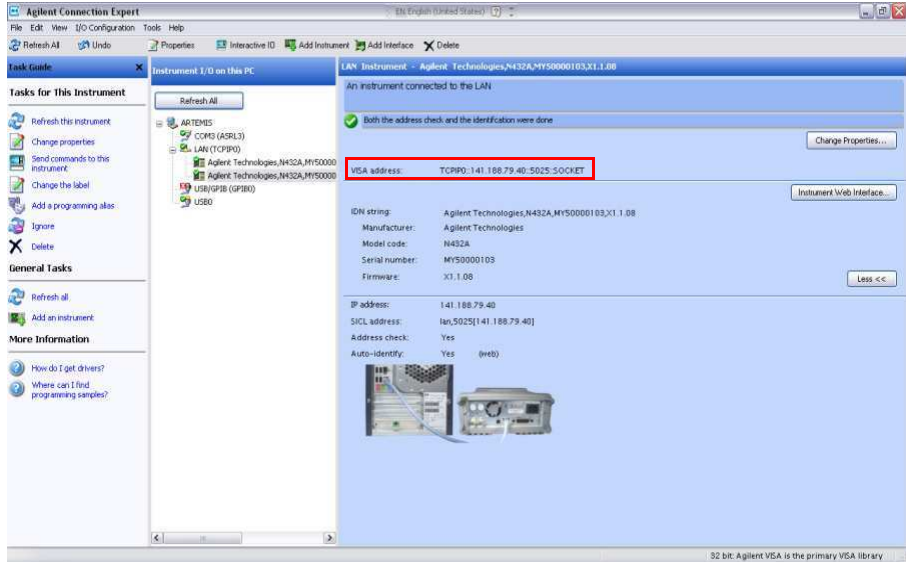 Agilent Connection Expert
EN English (United States)
File Edit View I/O Configuration Tools Help
Refresh All Undo Properties Interactive ID Add Instrument Add Interface Delete
Task Guide
Tasks for This Instrument
Refresh this instrument
Change properties
Send commands to this
instrument
Change the label
Add a programming alias
Ignore
Delete
General Tasks
Refresh all
Add an instrument
More Information
How do I get drivers?
Where can I find
programming samples?
Instrument I/O on this PC
Refresh All
ARTEMIS
COM3 (ASRL3)
LAN (TCPIP0)
Agilent Technologies,N432A,MY50000
Agilent Technologies,N432A,MY50000
USB/GPIB (GPIB0)
USB0
LAN Instrument - Agilent Technologies,N432A,MY50000103,X1.1.08
An instrument connected to the LAN
Both the address check and the identifcation were done
Change Properties...
VISA address: TCPIP0::141.188.79.40::5025::SOCKET
Instrument Web Interface...
IDN string: Agilent Technologies,N432A,MY50000103,X1.1.08
Manufacturer: Agilent Technologies
Model code: N432A
Serial number: MY50000103
Firmware: X1.1.08
Less <<
IP address: 141.188.79.40
SICL address: lan,5025[141.188.79.40]
Address check: Yes
Auto-identify: Yes (web)
32 bit: Agilent VISA is the primary VISA library